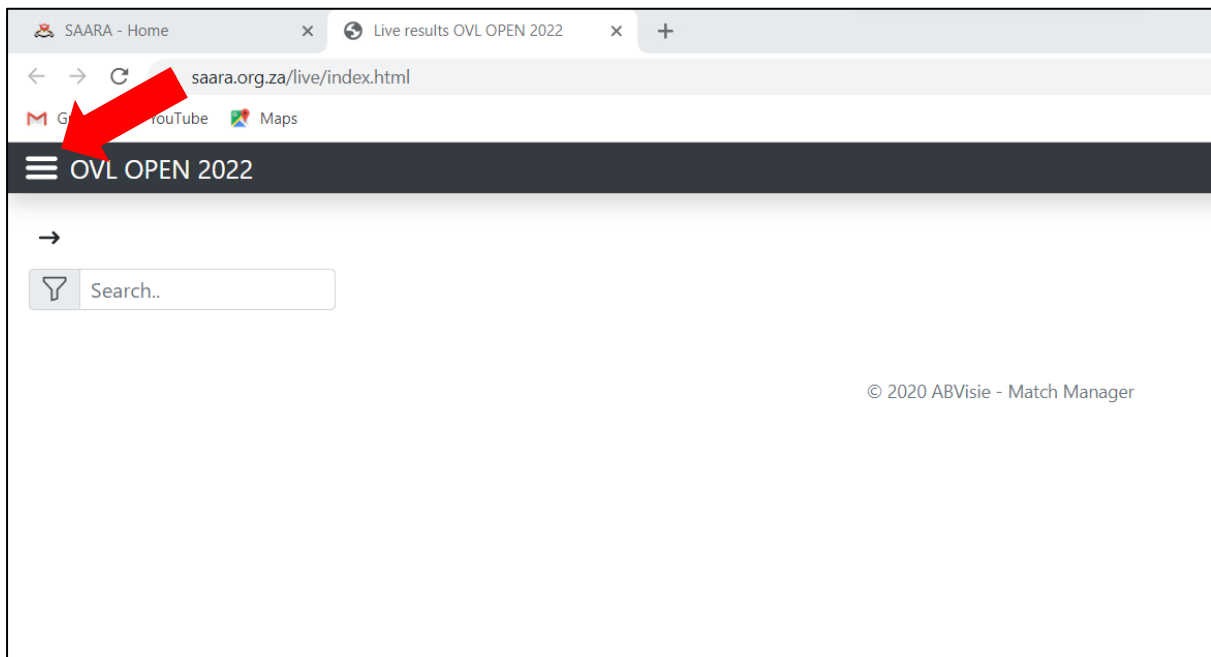 SAARA - Home
Live results OVL OPEN 2022
saara.org.za/live/index.html
YouTube Maps
OVL OPEN 2022
Search..
© 2020 ABVisie - Match Manager